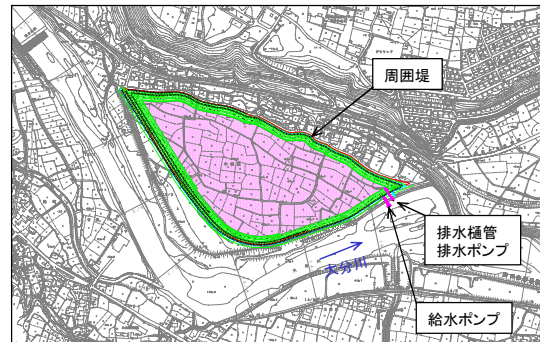 周囲堤
大分川
排水樋管
排水ポンプ
給水ポンプ